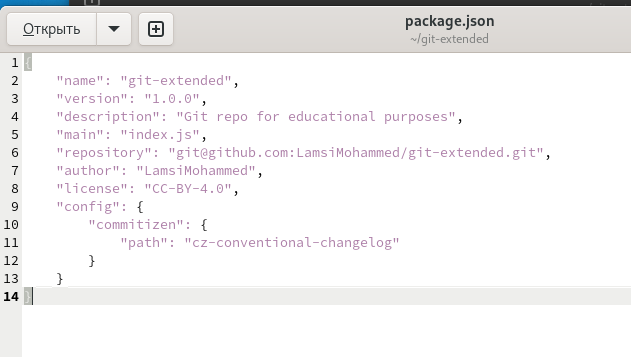 Открыть
package.json
~/git-extended
1 {
2     "name": "git-extended",
3     "version": "1.0.0",
4     "description": "Git repo for educational purposes",
5     "main": "index.js",
6     "repository": "git@github.com:LamsiMohammed/git-extended.git",
7     "author": "LamsiMohammed",
8     "license": "CC-BY-4.0",
9     "config": {
10         "commitizen": {
11             "path": "cz-conventional-changelog"
12         }
13     }
14 }